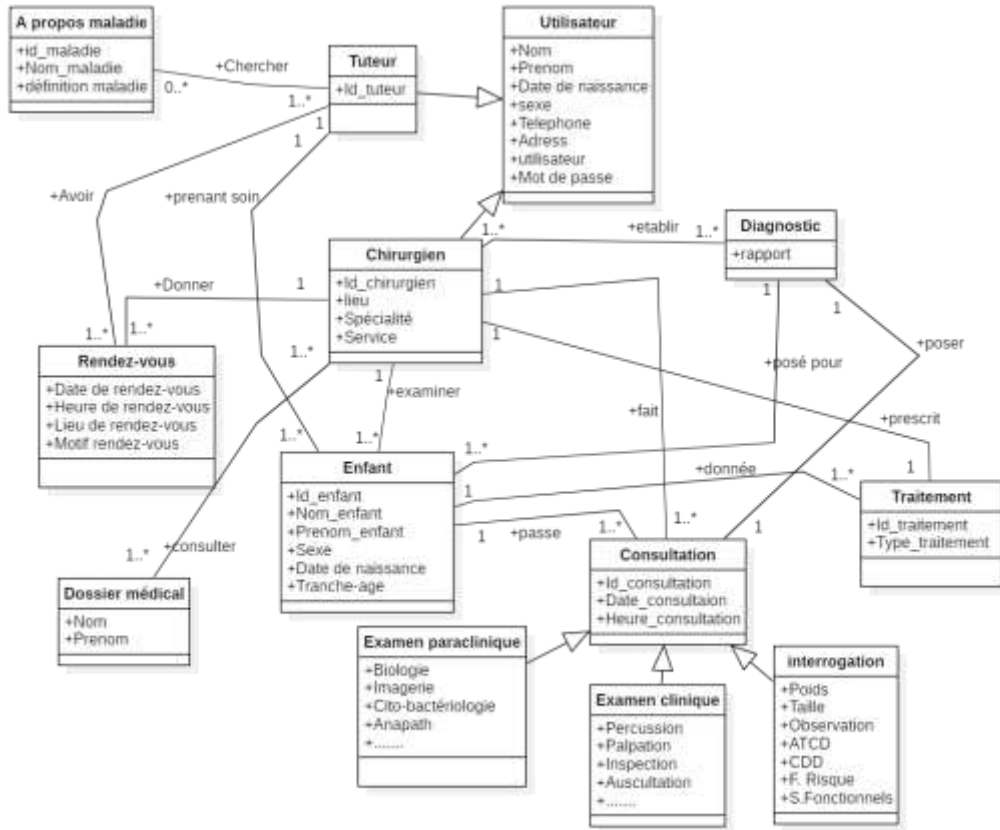 A propos maladie
+id_maladie
+Nom_maladie
+définition maladie
Utilisateur
+Nom
+Prenom
+Date de naissance
+sexe
+Telephone
+Adress
+utilisateur
+Mot de passe
Tuteur
+Id_tuteur
+Chercher
0..*
1..*
1
1
+Avoir
+prenant soin
1..*
+etablir
1..*
Diagnostic
+rapport
Chirurgien
+Id_chirurgien
+lieu
+Spécialité
+Service
+Donner
1
1
1
1
1
+poser
1..*
1..*
1..*
1
+examiner
+posé pour
Rendez-vous
+Date de rendez-vous
+Heure de rendez-vous
+Lieu de rendez-vous
+Motif rendez-vous
+fait
+prescrit
1..*
1..*
1..*
Enfant
+Id_enfant
+Nom_enfant
+Prenom_enfant
+Sexe
+Date de naissance
+Tranche-age
+donnée
1
1..*
1
Traitement
+Id_traitement
+Type_traitement
1
+passe
1..*
1..*
1
Consultation
+Id_consultation
+Date_consultaion
+Heure_consultation
1..*
+consulter
Dossier médical
+Nom
+Prenom
Examen paraclinique
+Biologie
+Imagerie
+Cito-bactériologie
+Anapath
+.......
Examen clinique
+Percussion
+Palpation
+Inspection
+Auscultation
+.......
interrogation
+Poids
+Taille
+Observation
+ATCD
+CDD
+F. Risque
+S.Fonctionnels